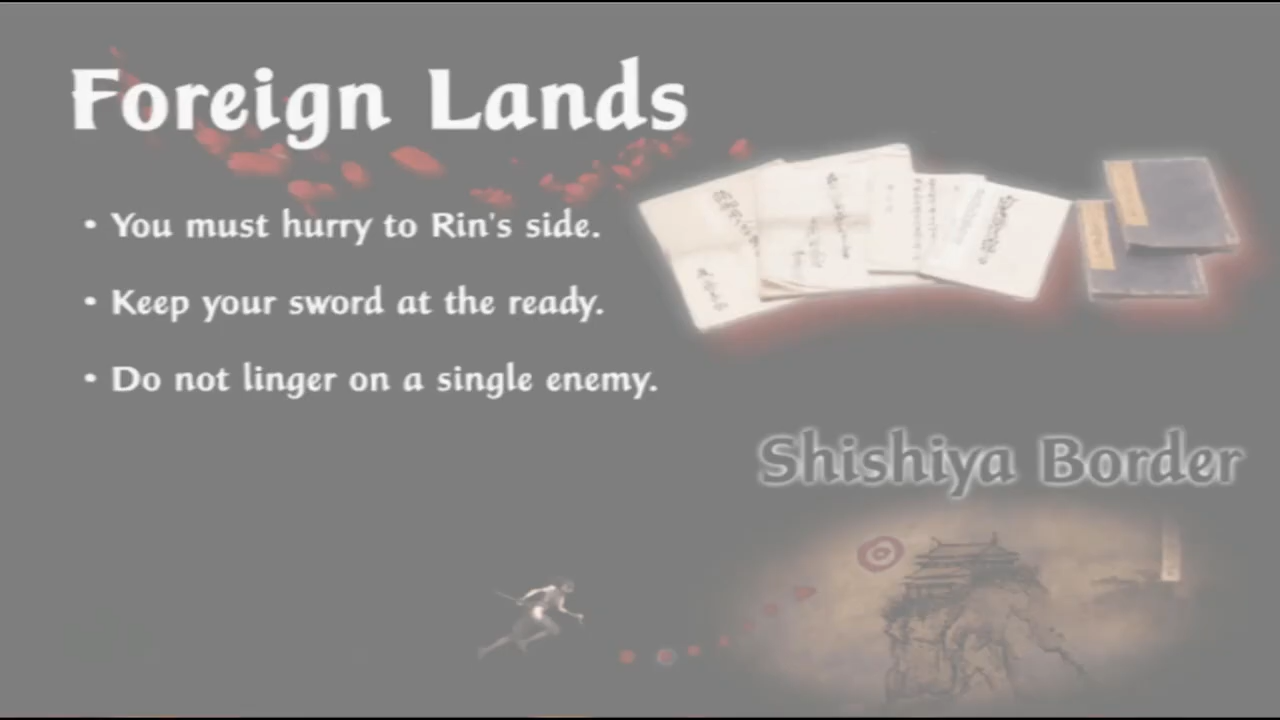 Foreign Lands
• You must hurry to Rin's side.
• Keep your sword at the ready.
• Do not linger on a single enemy.
Shishiya Border